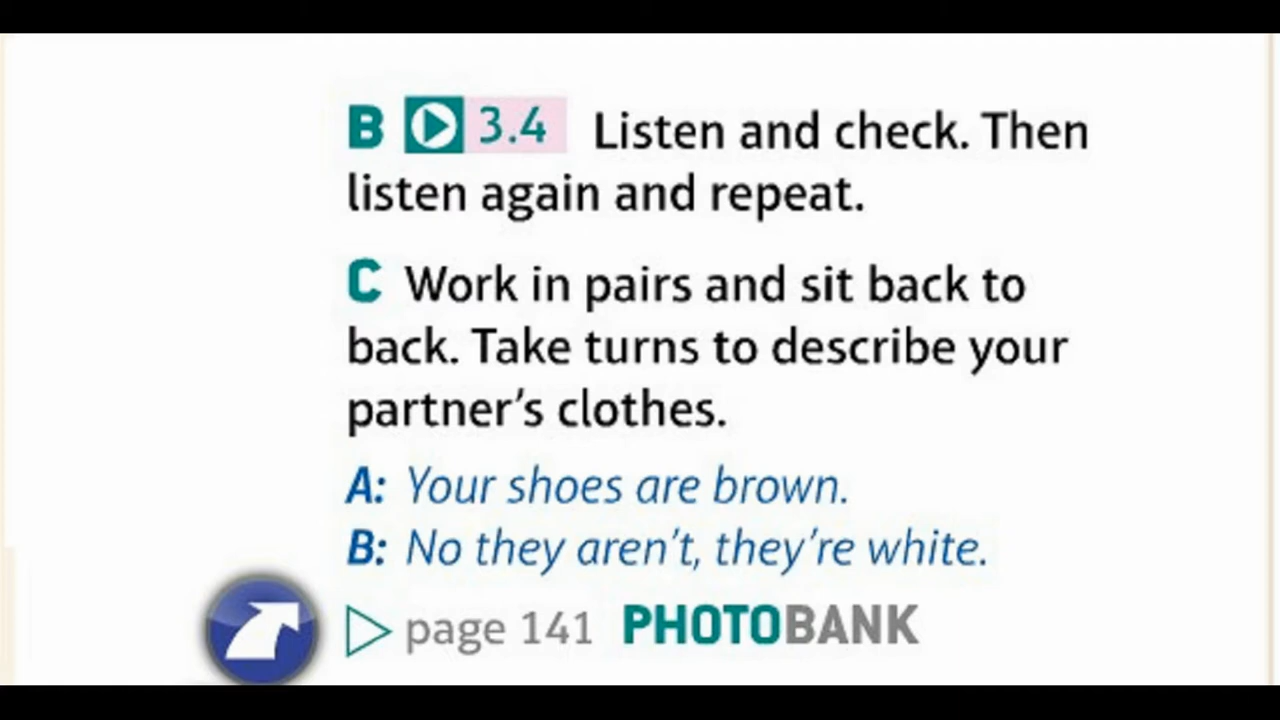 B 3.4 Listen and check. Then
listen again and repeat.
C Work in pairs and sit back to
back. Take turns to describe your
partner's clothes.
A: Your shoes are brown.
B: No they aren't, they're white.
page 141 PHOTOBANK